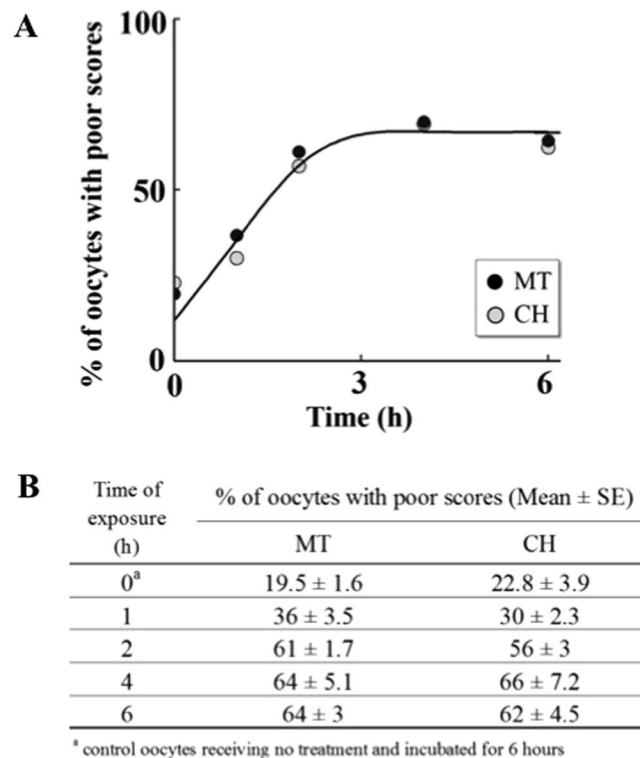 A
% of oocytes with poor scores
100
50
0
MT
CH
0
3
6
Time (h)
B
Time of exposure (h)
% of oocytes with poor scores (Mean ± SE)
MT
CH
0ᵃ 19.5 ± 1.6 22.8 ± 3.9
1 36 ± 3.5 30 ± 2.3
2 61 ± 1.7 56 ± 3
4 64 ± 5.1 66 ± 7.2
6 64 ± 3 62 ± 4.5
ᵃ control oocytes receiving no treatment and incubated for 6 hours